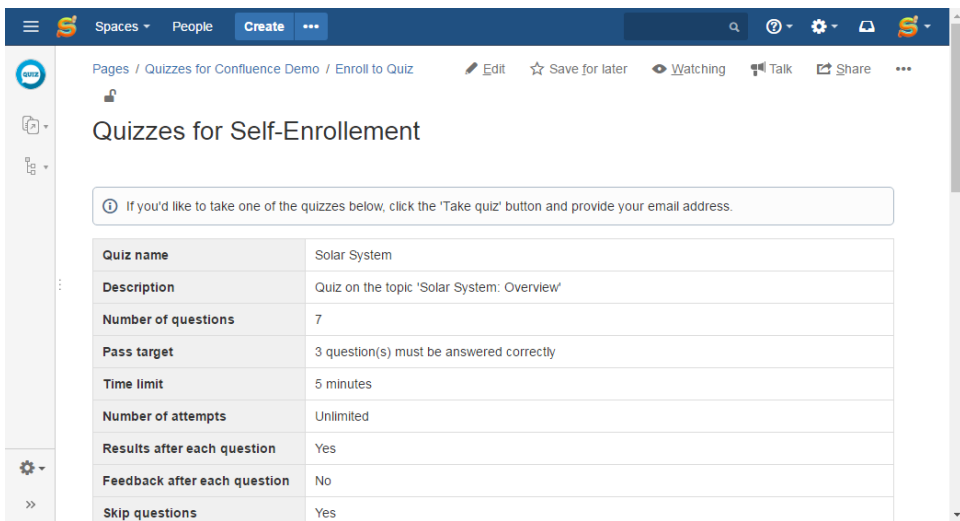 Spaces People Create
Pages / Quizzes for Confluence Demo / Enroll to Quiz Edit Save for later Watching Talk Share
QUIZ
Quizzes for Self-Enrollement
If you'd like to take one of the quizzes below, click the 'Take quiz' button and provide your email address.
Quiz name Solar System
Description Quiz on the topic 'Solar System: Overview'
Number of questions 7
Pass target 3 question(s) must be answered correctly
Time limit 5 minutes
Number of attempts Unlimited
Results after each question Yes
Feedback after each question No
Skip questions Yes